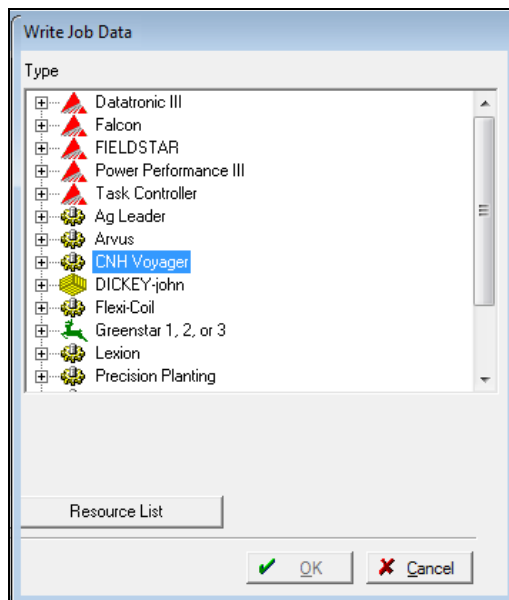 Write Job Data
Type
Datatronic III
Falcon
FIELDSTAR
Power Performance III
Task Controller
Ag Leader
Arvus
CNH Voyager
DICKEY-john
Flexi-Coil
Greenstar 1, 2, or 3
Lexion
Precision Planting
Resource List
OK
Cancel